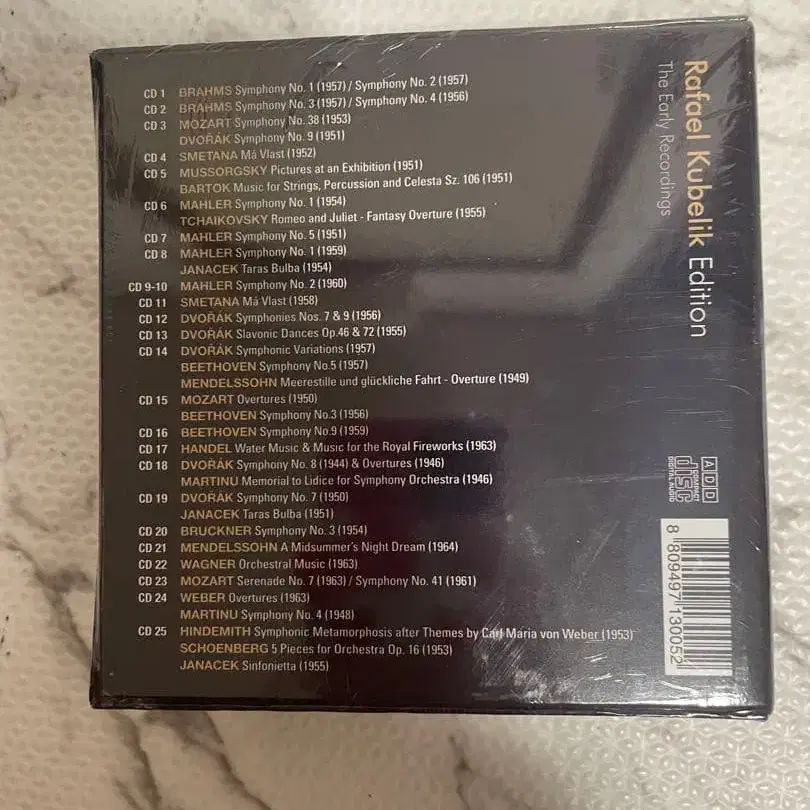 CD 1 BRAHMS Symphony No. 1 (1957) / Symphony No. 2 (1957)
CD 2 BRAHMS Symphony No. 3 (1957) / Symphony No. 4 (1956)
CD 3 MOZART Symphony No. 38 (1953)
DVOŘÁK Symphony No. 9 (1951)
CD 4 SMETANA Má Vlast (1952)
CD 5 MUSSORGSKY Pictures at an Exhibition (1951)
BARTOK Music for Strings, Percussion and Celesta Sz. 106 (1951)
CD 6 MAHLER Symphony No. 1 (1954)
TCHAIKOVSKY Romeo and Juliet - Fantasy Overture (1955)
CD 7 MAHLER Symphony No. 5 (1951)
CD 8 MAHLER Symphony No. 1 (1959)
JANACEK Taras Bulba (1954)
CD 9-10 MAHLER Symphony No. 2 (1960)
CD 11 SMETANA Má Vlast (1958)
CD 12 DVOŘÁK Symphonies Nos. 7 & 9 (1956)
CD 13 DVOŘÁK Slavonic Dances Op.46 & 72 (1955)
CD 14 DVOŘÁK Symphonic Variations (1957)
BEETHOVEN Symphony No.5 (1957)
MENDELSSOHN Meerestille und glückliche Fahrt - Overture (1949)
CD 15 MOZART Overtures (1950)
BEETHOVEN Symphony No.3 (1956)
CD 16 BEETHOVEN Symphony No.9 (1959)
CD 17 HANDEL Water Music & Music for the Royal Fireworks (1963)
CD 18 DVOŘÁK Symphony No. 8 (1944) & Overtures (1946)
MARTINU Memorial to Lidice for Symphony Orchestra (1946)
CD 19 DVOŘÁK Symphony No. 7 (1950)
JANACEK Taras Bulba (1951)
CD 20 BRUCKNER Symphony No. 3 (1954)
CD 21 MENDELSSOHN A Midsummer's Night Dream (1964)
CD 22 WAGNER Orchestral Music (1963)
CD 23 MOZART Serenade No. 7 (1963) / Symphony No. 41 (1961)
CD 24 WEBER Overtures (1963)
MARTINU Symphony No. 4 (1948)
CD 25 HINDEMITH Symphonic Metamorphosis after Themes by Carl Maria von Weber (1953)
SCHOENBERG 5 Pieces for Orchestra Op. 16 (1953)
JANACEK Sinfonietta (1955)
Rafael Kubelik Edition
The Early Recordings
ADD
COMPACT
disc
DIGITAL AUDIO
8 809497 130052